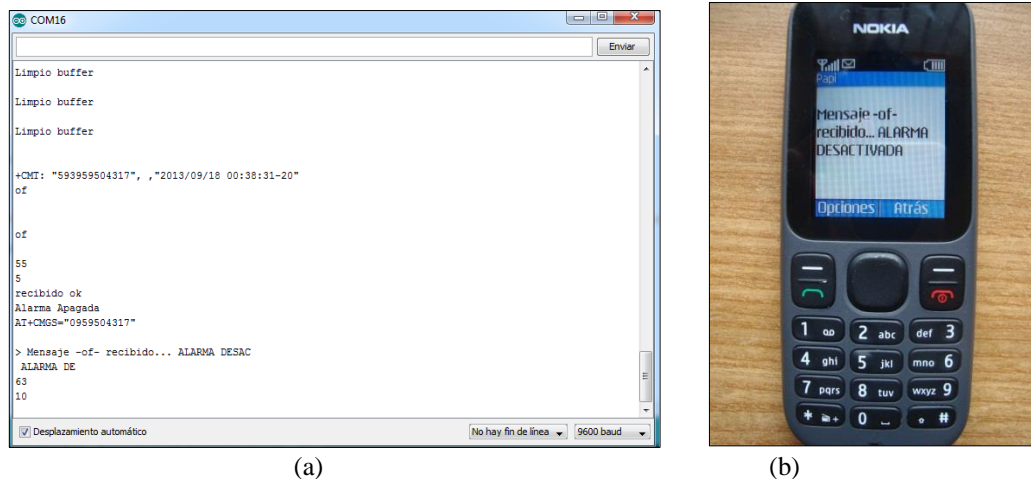 COM16
Enviar
Limpio buffer
Limpio buffer
Limpio buffer
+CMT: "593959504317", ,"2013/09/18 00:38:31-20"
of
of
55
5
recibido ok
Alarma Apagada
AT+CMGS="0959504317"
> Mensaje -of- recibido... ALARMA DESAC
ALARMA DE
63
10
Desplazamiento automático
No hay fin de línea
9600 baud
(a)
NOKIA
Papi
Mensaje -of-
recibido... ALARMA
DESACTIVADA
Opciones Atrás
1 2 abc def 3
4 ghi 5 jkl mno 6
7 pqrs 8 tuv wxyz 9
* + 0 #
(b)